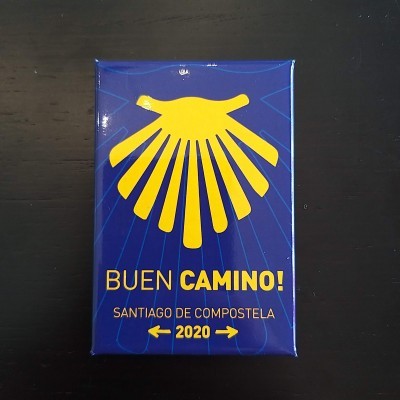 BUEN CAMINO!
SANTIAGO DE COMPOSTELA
← 2020 →